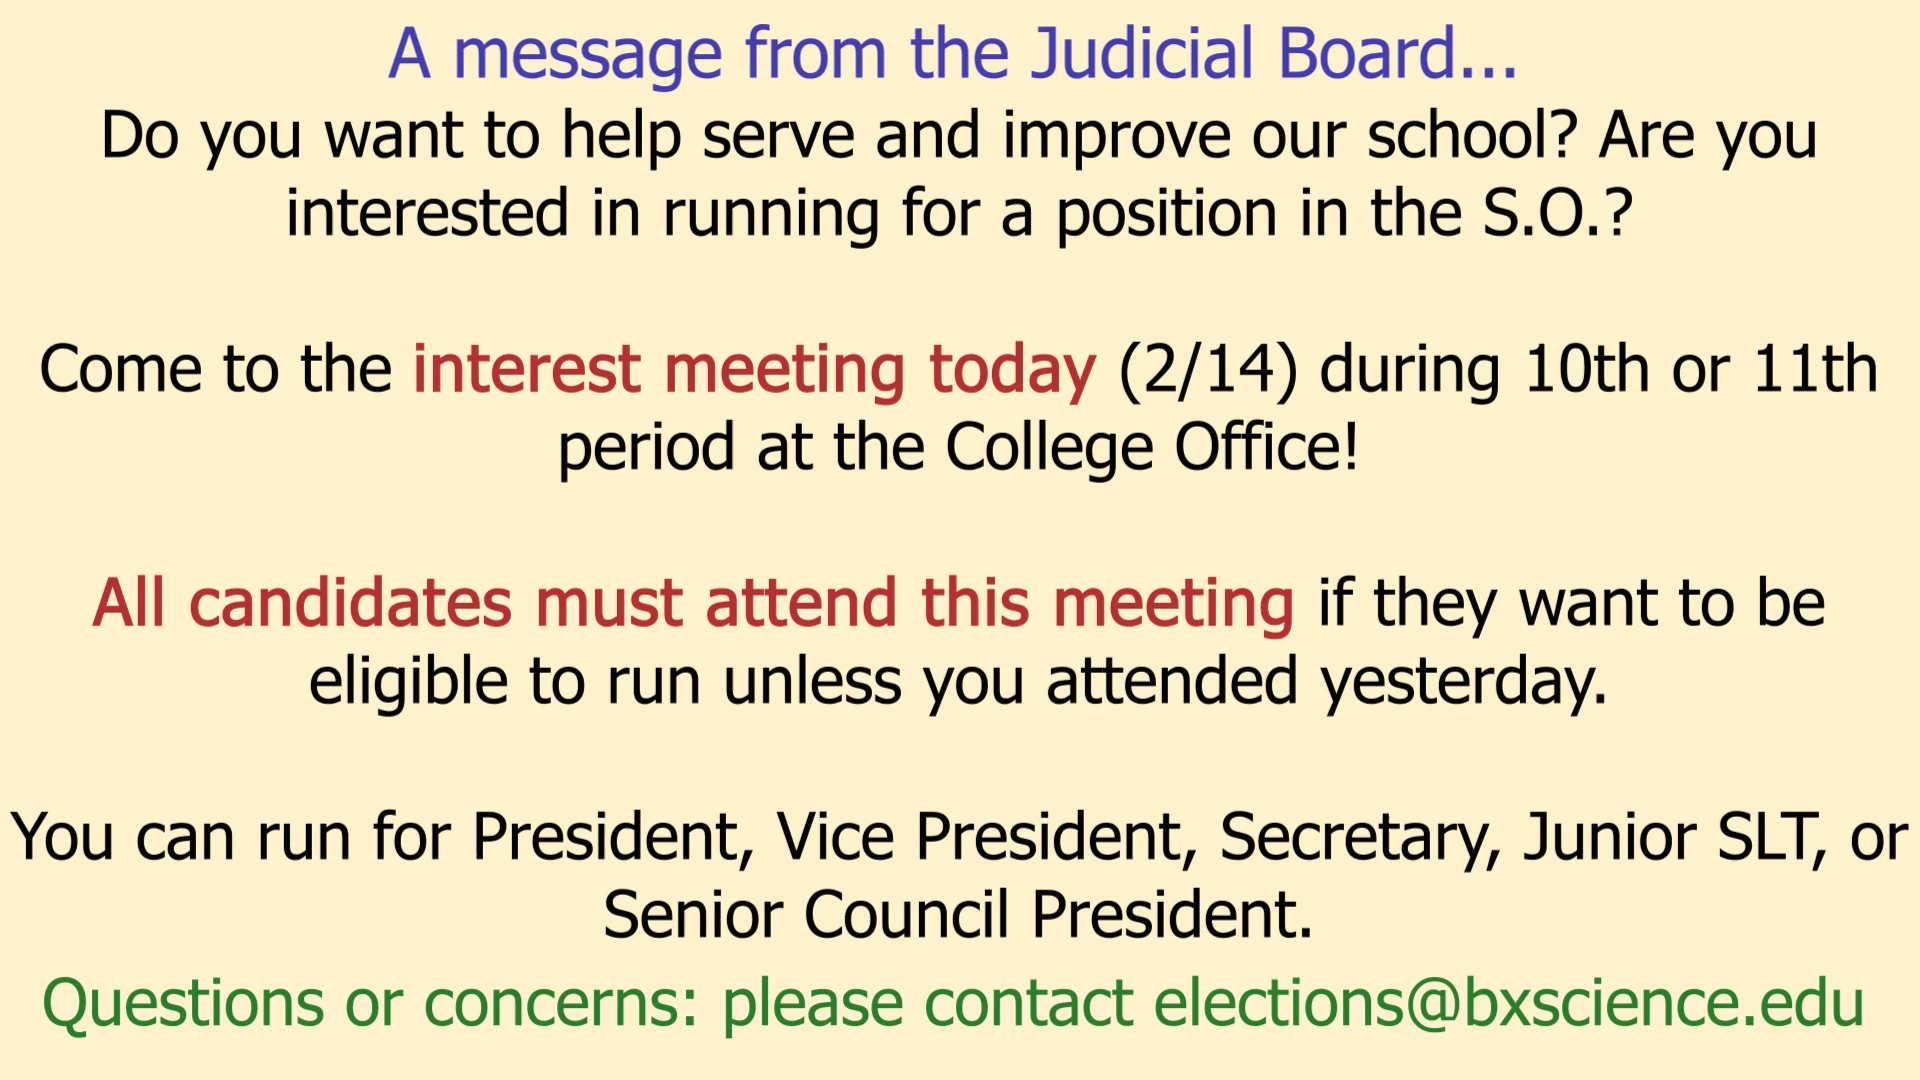 A message from the Judicial Board...
Do you want to help serve and improve our school? Are you
interested in running for a position in the S.O.?
Come to the interest meeting today (2/14) during 10th or 11th
period at the College Office!
All candidates must attend this meeting if they want to be
eligible to run unless you attended yesterday.
You can run for President, Vice President, Secretary, Junior SLT, or
Senior Council President.
Questions or concerns: please contact elections@bxscience.edu